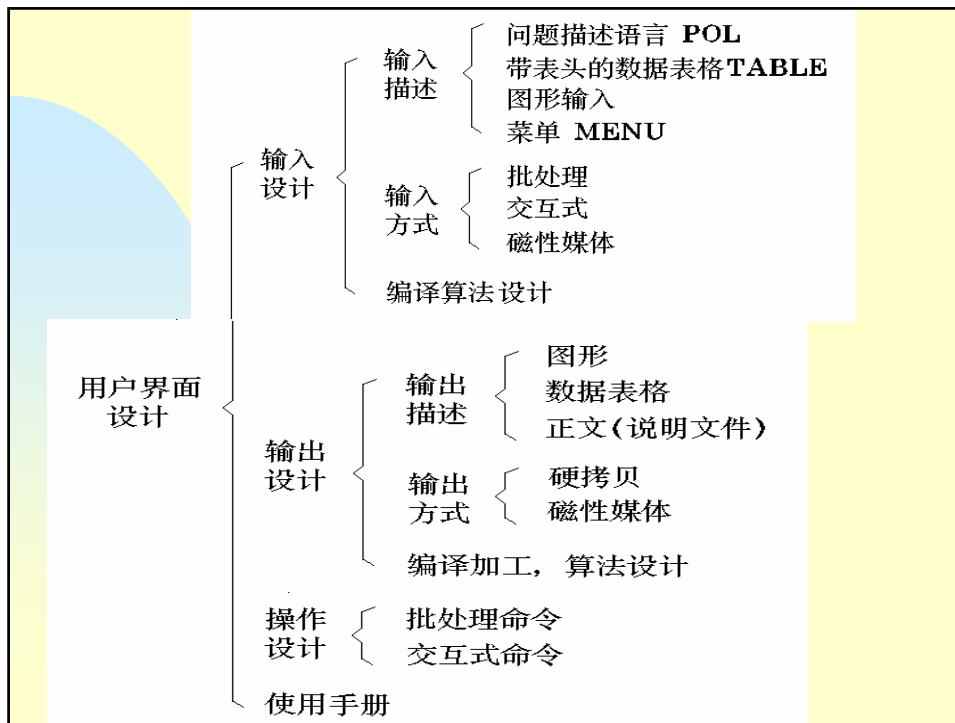 用户界面
设计
输入
设计
输入
描述
问题描述语言 POL
带表头的数据表格TABLE
图形输入
菜单 MENU
输入
方式
批处理
交互式
磁性媒体
编译算法设计
输出
设计
输出
描述
图形
数据表格
正文(说明文件)
输出
方式
硬拷贝
磁性媒体
编译加工，算法设计
操作
设计
批处理命令
交互式命令
使用手册